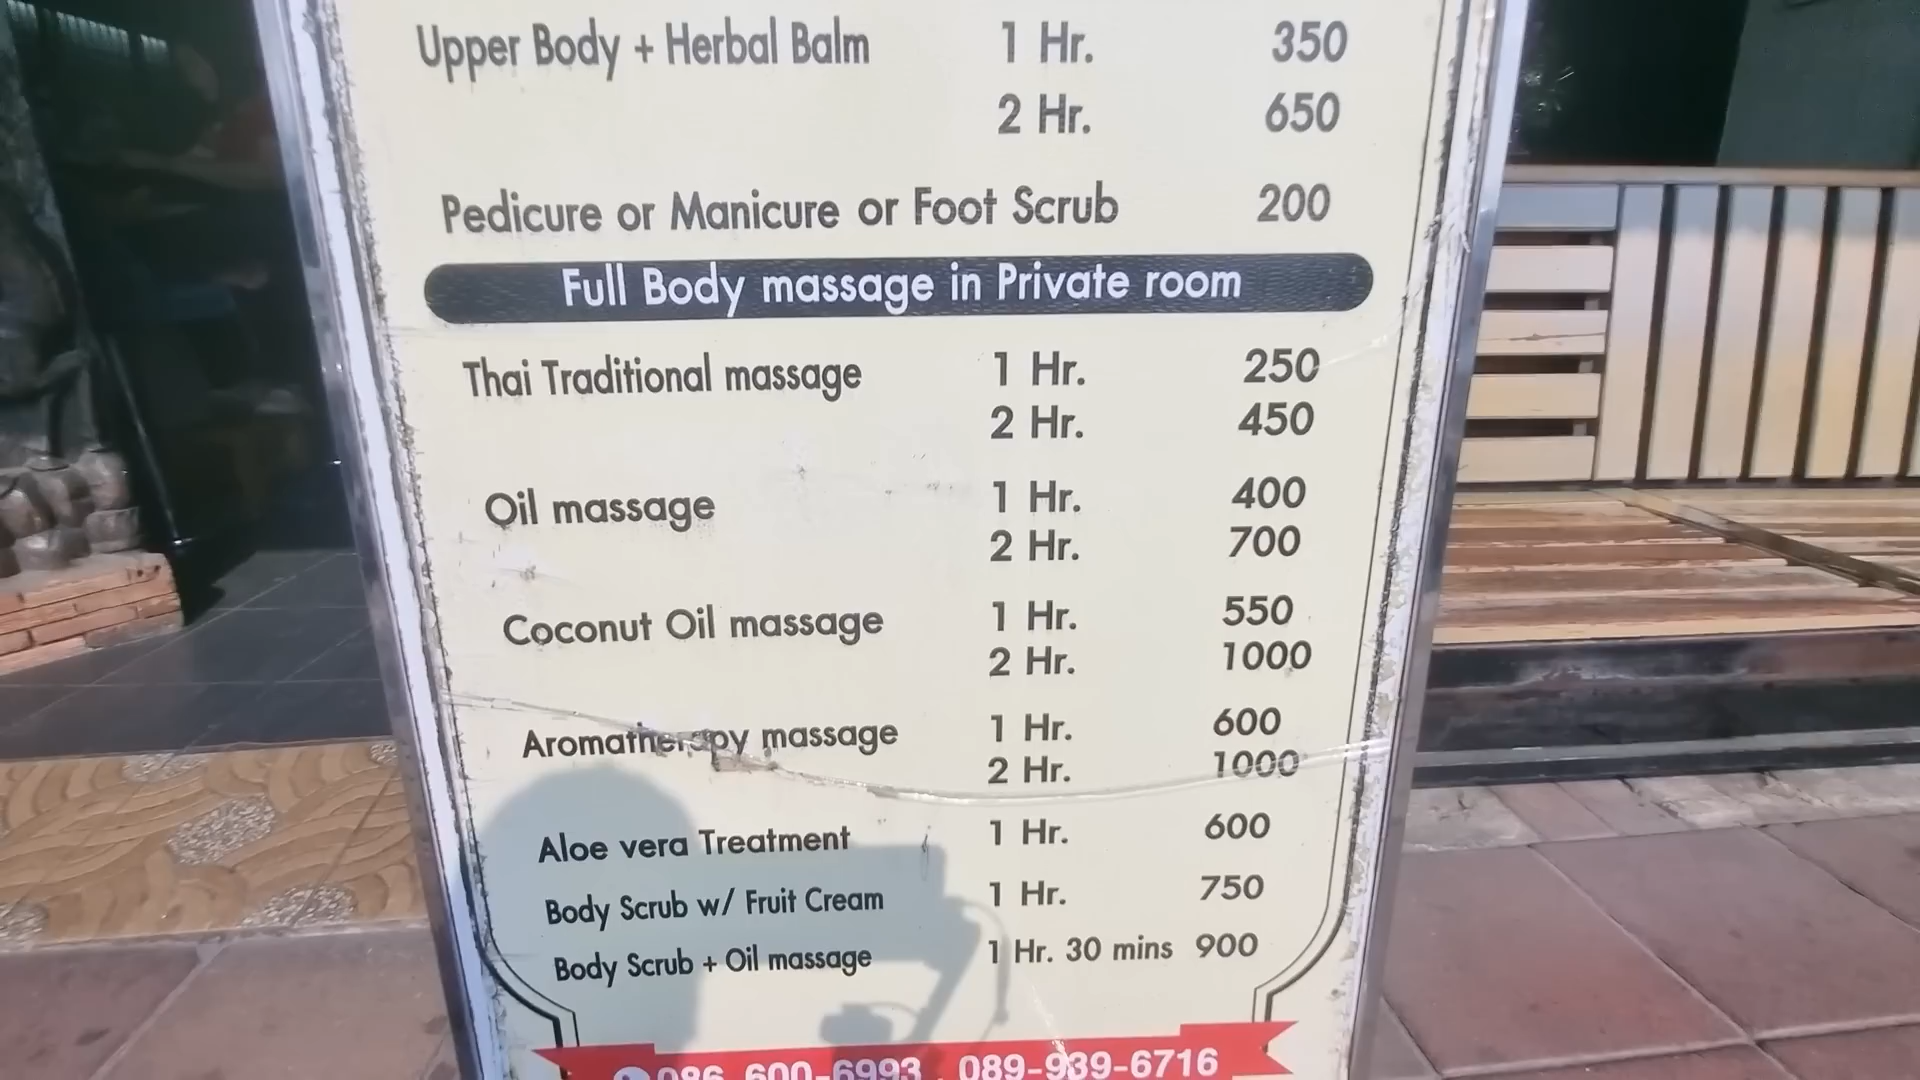 Upper Body + Herbal Balm 1 Hr. 350
2 Hr. 650
Pedicure or Manicure or Foot Scrub 200
Full Body massage in Private room
Thai Traditional massage 1 Hr. 250
2 Hr. 450
Oil massage 1 Hr. 400
2 Hr. 700
Coconut Oil massage 1 Hr. 550
2 Hr. 1000
Aromatherapy massage 1 Hr. 600
2 Hr. 1000
Aloe vera Treatment 1 Hr. 600
Body Scrub w/ Fruit Cream 1 Hr. 750
Body Scrub + Oil massage 1 Hr. 30 mins 900
086-600-6993, 089-939-6716